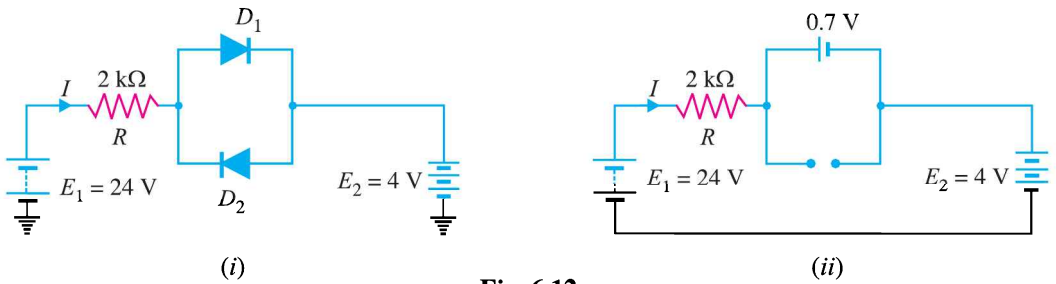 D₁
2 kΩ
I
R
E₁ = 24 V
D₂
E₂ = 4 V
(i)
0.7 V
2 kΩ
I
R
E₁ = 24 V
E₂ = 4 V
(ii)